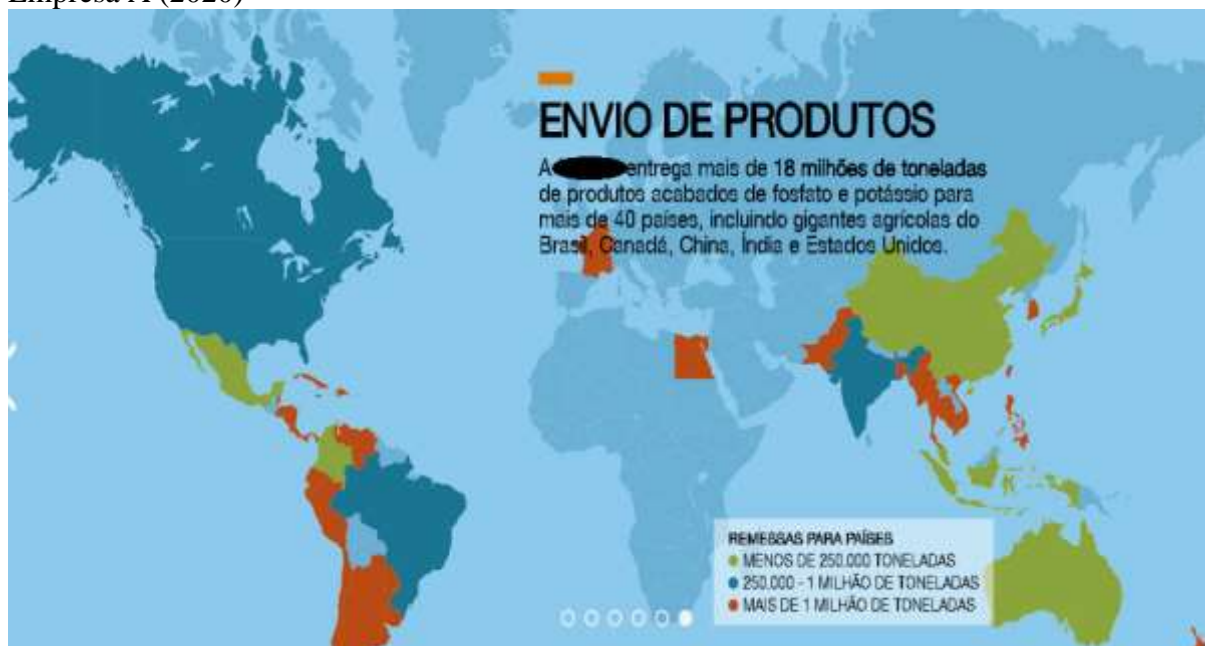 Empresa A (2020)
ENVIO DE PRODUTOS
A entrega mais de 18 milhões de toneladas
de produtos acabados de fosfato e potássio para
mais de 40 países, incluindo gigantes agrícolas do
Brasil, Canadá, China, Índia e Estados Unidos.
REMESSAS PARA PAÍSES
MENOS DE 250.000 TONELADAS
250.000 - 1 MILHÃO DE TONELADAS
MAIS DE 1 MILHÃO DE TONELADAS